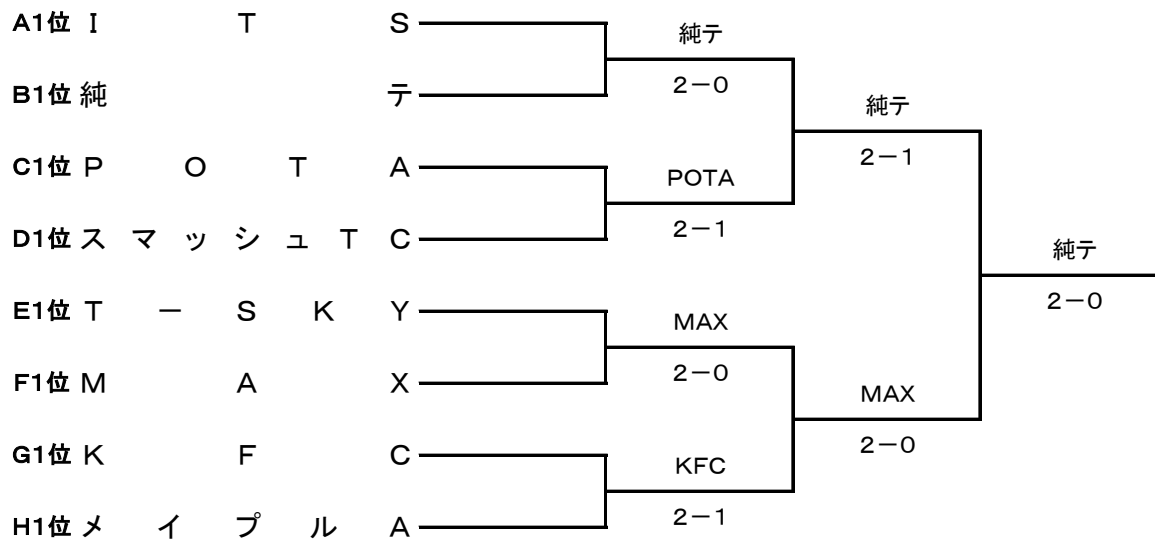 A1位 ITS
純テ
2-0
B1位 純テ
純テ
2-1
C1位 POTA
POTA
2-1
D1位 スマッシュTC
純テ
2-0
E1位 T-SKY
MAX
2-0
F1位 MAX
MAX
2-0
G1位 KFC
KFC
2-1
H1位 メイプルA